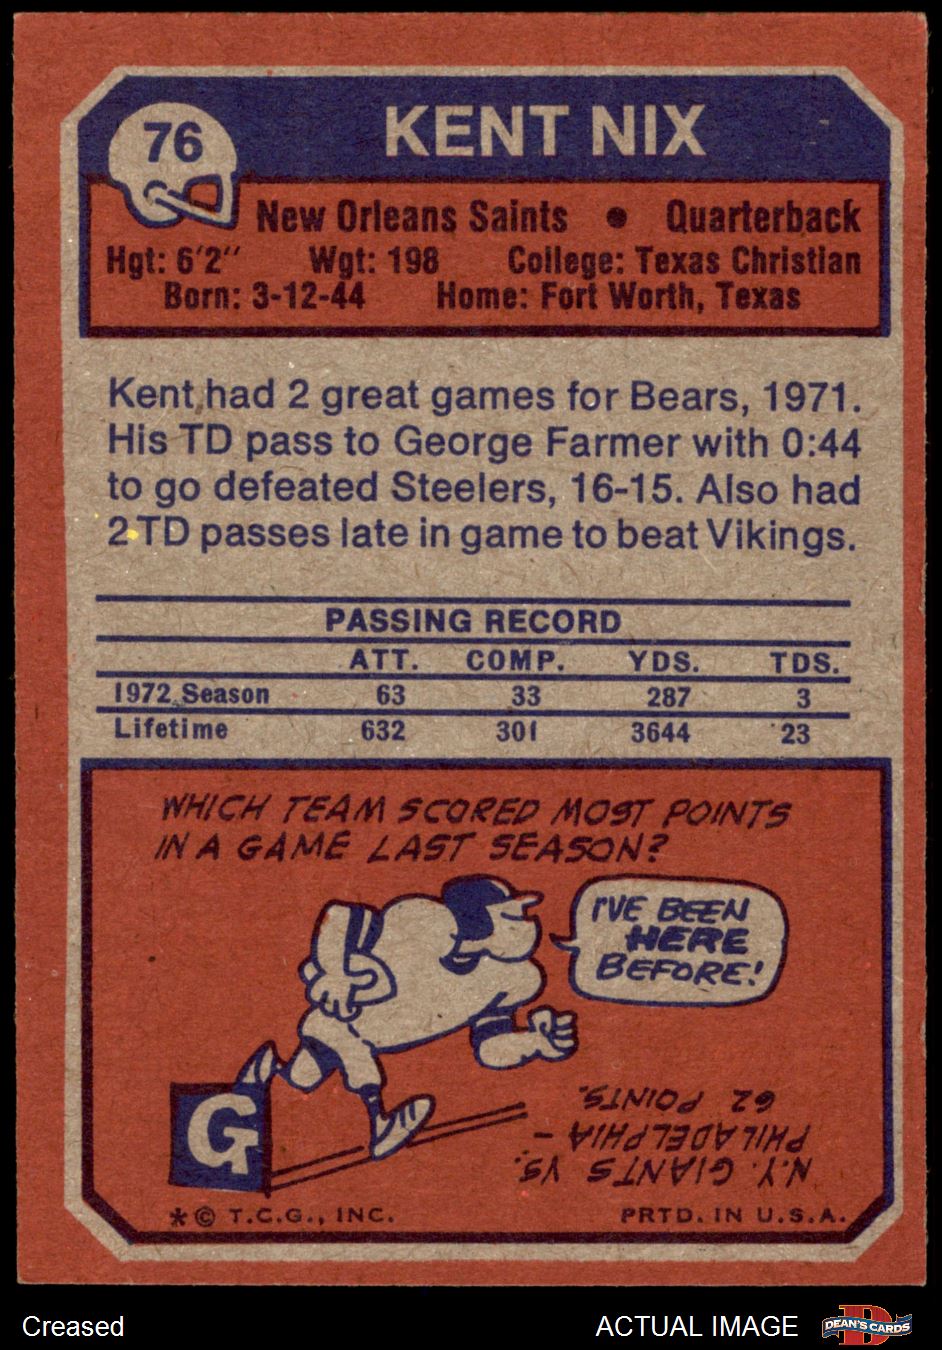 76
KENT NIX
New Orleans Saints • Quarterback
Hgt: 6'2" Wgt: 198 College: Texas Christian
Born: 3-12-44 Home: Fort Worth, Texas
Kent had 2 great games for Bears, 1971.
His TD pass to George Farmer with 0:44
to go defeated Steelers, 16-15. Also had
2 TD passes late in game to beat Vikings.
PASSING RECORD
ATT. COMP. YDS. TDS.
1972 Season 63 33 287 3
Lifetime 632 301 3644 23
WHICH TEAM SCORED MOST POINTS
IN A GAME LAST SEASON?
I'VE BEEN
HERE
BEFORE!
G
N.Y. GIANTS VS.
PHILADELPHIA –
62 POINTS.
*© T.C.G., INC. PRTD. IN U.S.A.
Creased
ACTUAL IMAGE
D
DEAN'S CARDS